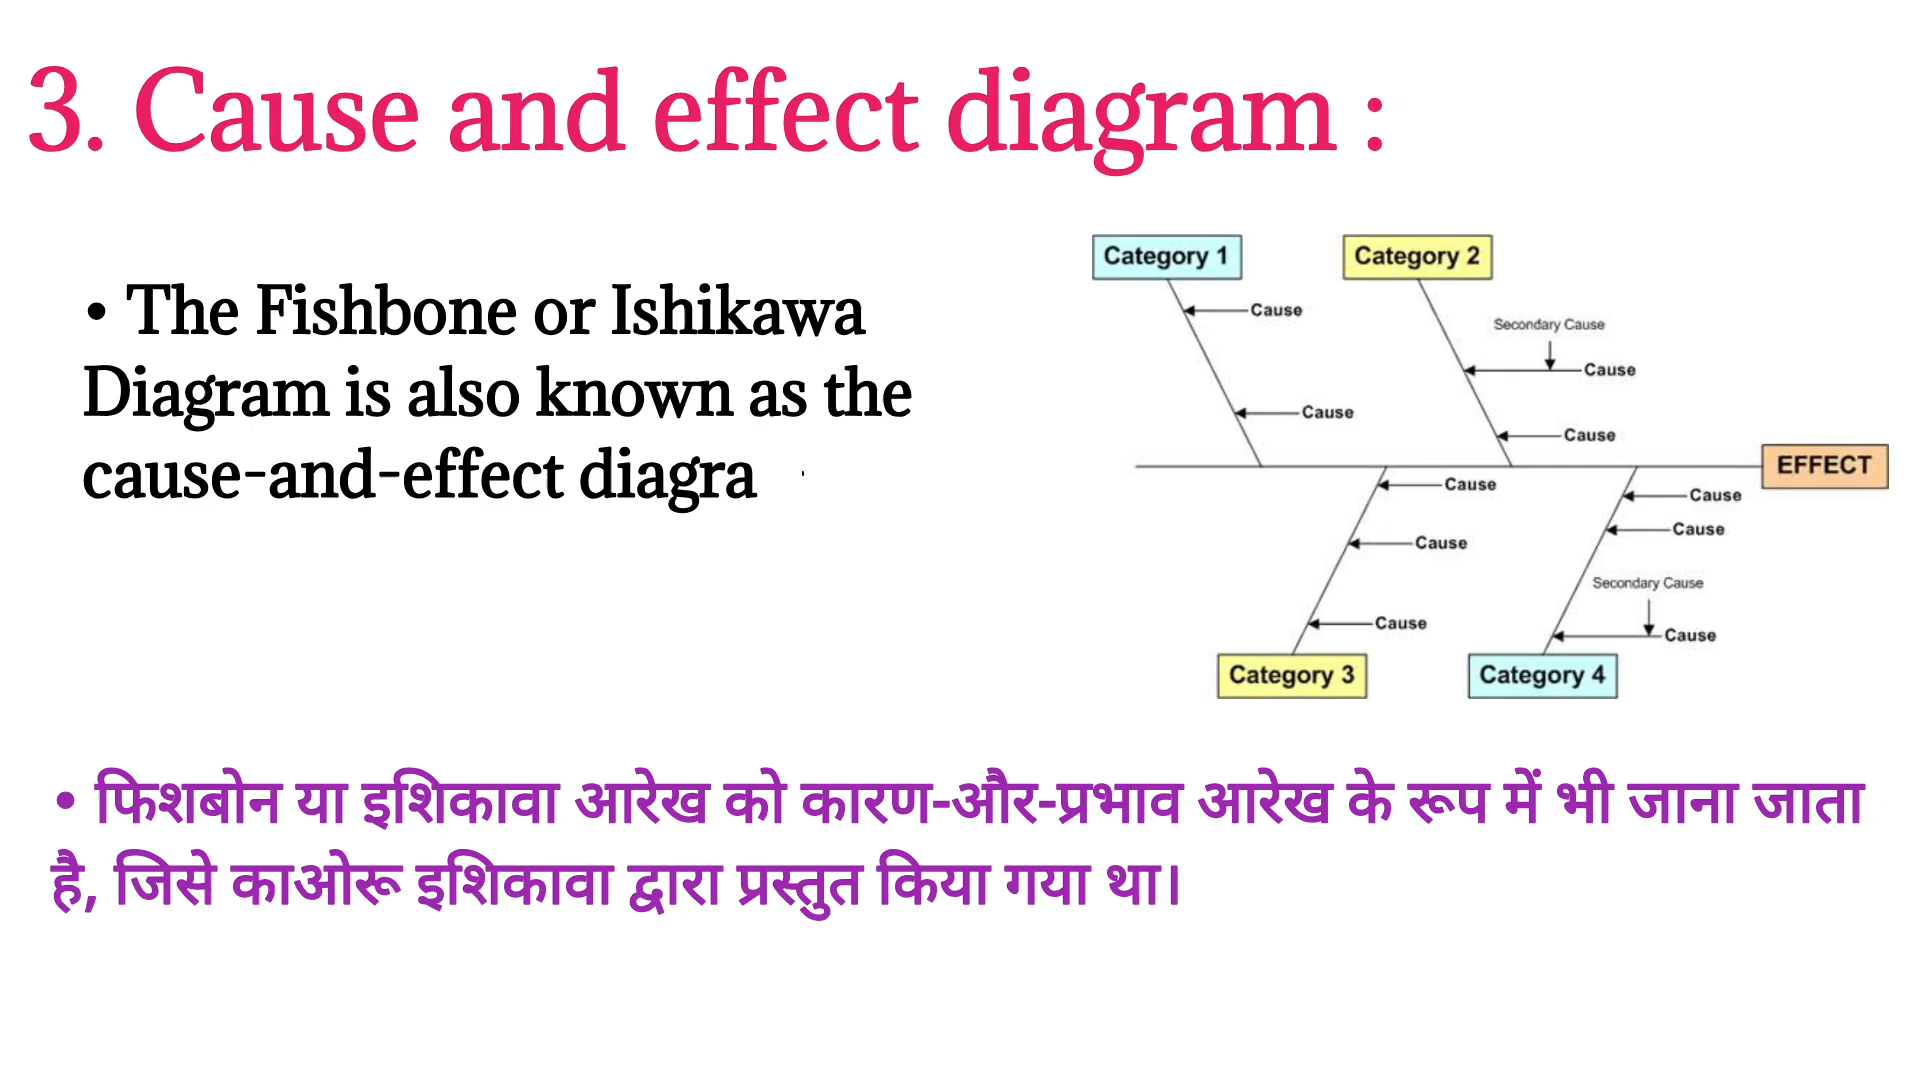 3. Cause and effect diagram :
• The Fishbone or Ishikawa
Diagram is also known as the
cause-and-effect diagra
Category 1
Category 2
Cause
Secondary Cause
Cause
Cause
Cause
EFFECT
Cause
Cause
Cause
Cause
Secondary Cause
Cause
Cause
Category 3
Category 4
• फिशबोन या इशिकावा आरेख को कारण-और-प्रभाव आरेख के रूप में भी जाना जाता
है, जिसे काओरू इशिकावा द्वारा प्रस्तुत किया गया था।